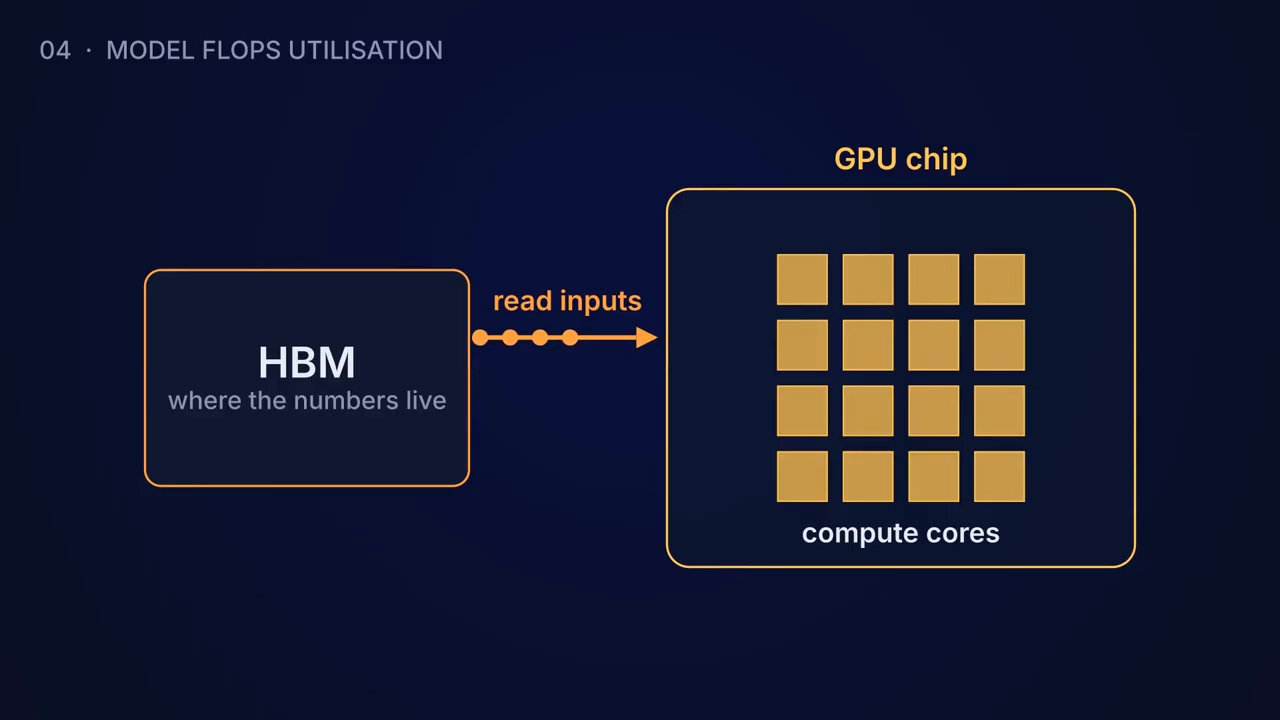 04 · MODEL FLOPS UTILISATION
GPU chip
read inputs
HBM
where the numbers live
compute cores